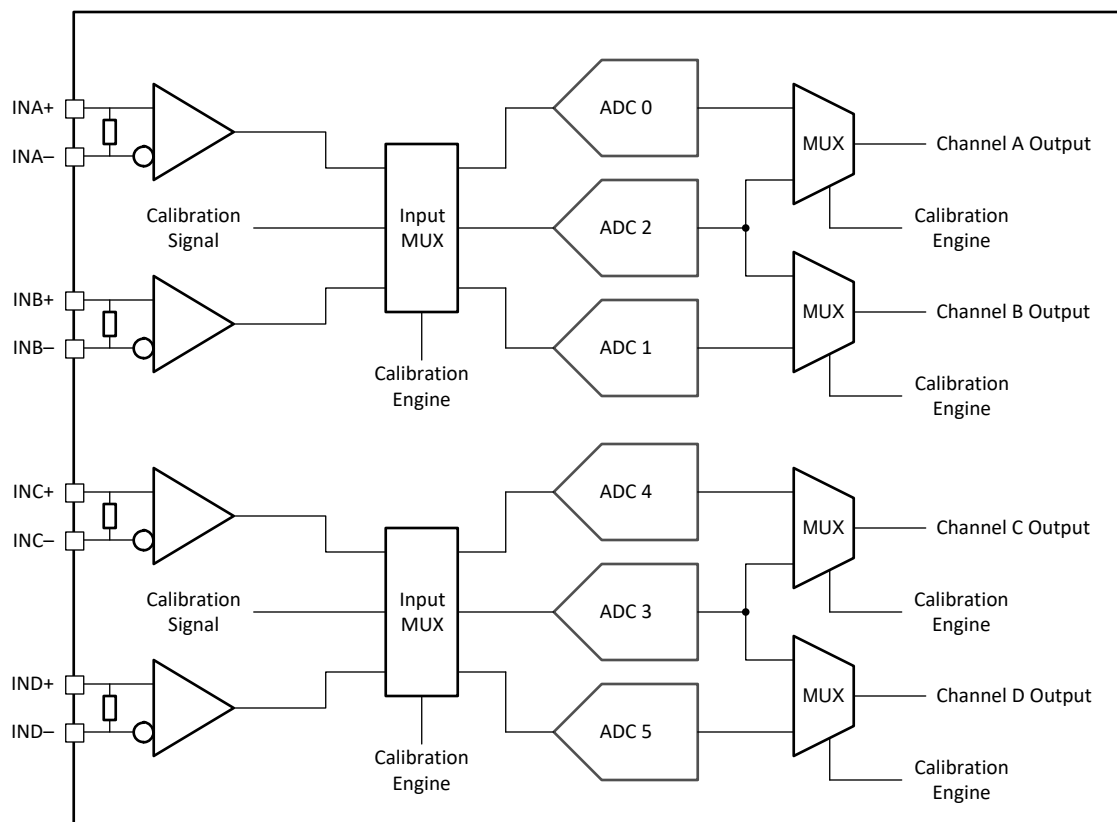 INA+
INA–
Calibration
Signal
INB+
INB–
Input
MUX
Calibration
Engine
ADC 0
ADC 2
ADC 1
MUX
Channel A Output
Calibration
Engine
MUX
Channel B Output
Calibration
Engine
INC+
INC–
Calibration
Signal
IND+
IND–
Input
MUX
Calibration
Engine
ADC 4
ADC 3
ADC 5
MUX
Channel C Output
Calibration
Engine
MUX
Channel D Output
Calibration
Engine